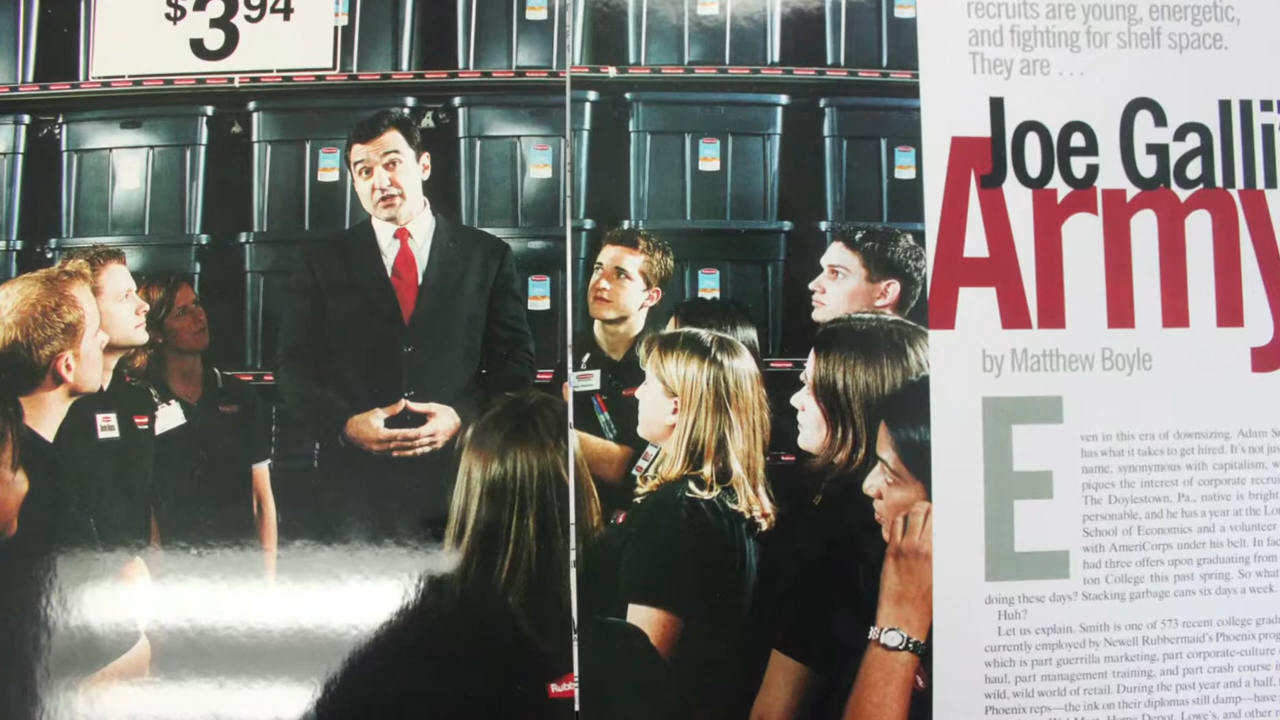 $3 94
recruits are young, energetic,
and fighting for shelf space.
They are . . .
Joe Galli
Army
by Matthew Boyle
Even in this era of downsizing, Adam
has what it takes to get hired. It's not
name, synonymous with capitalism,
piques the interest of corporate
The Doylestown, Pa., native is bright
personable, and he has a year at the
School of Economics and a volunteer
with AmeriCorps under his belt. In
had three offers upon graduating from
ton College this past spring. So what
doing these days? Stacking garbage cans six days a week.
Huh?
Let us explain. Smith is one of 573 recent college
currently employed by Newell Rubbermaid's Phoenix
which is part guerrilla marketing, part corporate-culture
haul, part management training, and part crash course
wild, wild world of retail. During the past year and a half,
Phoenix reps—the ink on their diplomas still damp—have
Home Depot, Lowe's, and other
Rubb